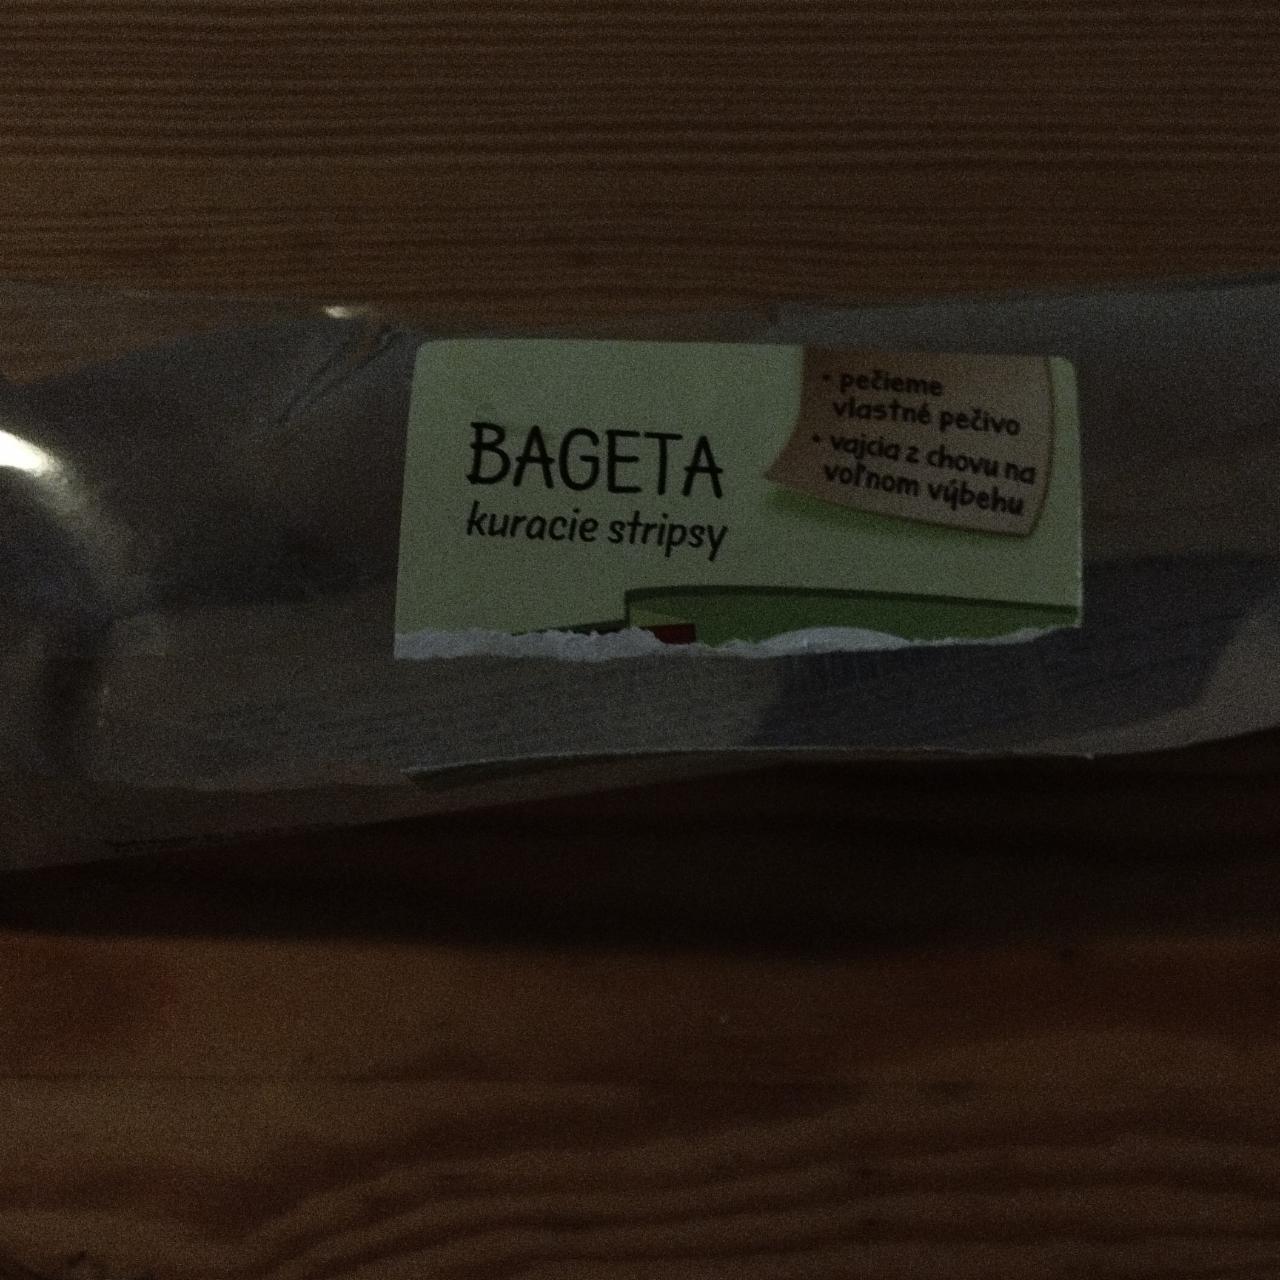 BAGETA
kuracie stripsy
• pečieme
vlastné pečivo
• vajcia z chovu na
voľnom výbehu